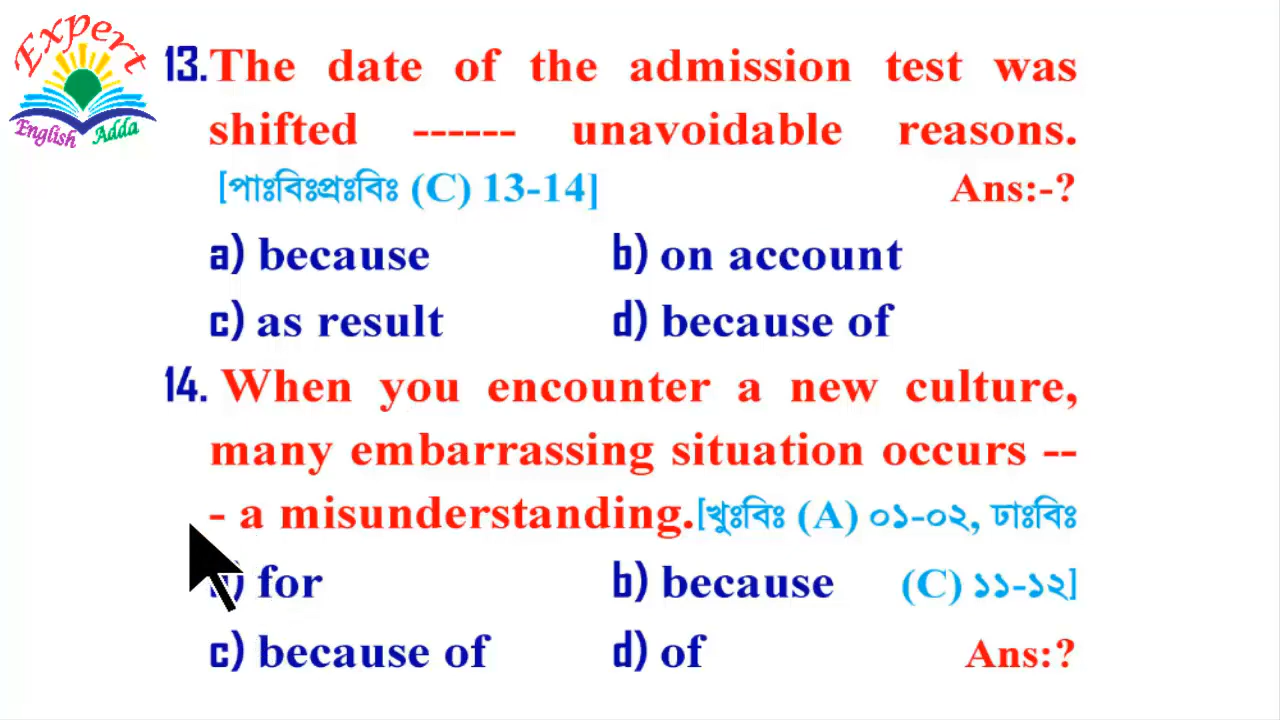 Expert
English Adda
13.The date of the admission test was
shifted ------ unavoidable reasons.
[পাঃবিঃপ্রঃবিঃ (C) 13-14] Ans:-?
a) because b) on account
c) as result d) because of
14. When you encounter a new culture,
many embarrassing situation occurs --
- a misunderstanding.[খুঃবিঃ (A) ০১-০২, ঢাঃবিঃ
) for b) because (C) ১১-১২]
c) because of d) of Ans:?